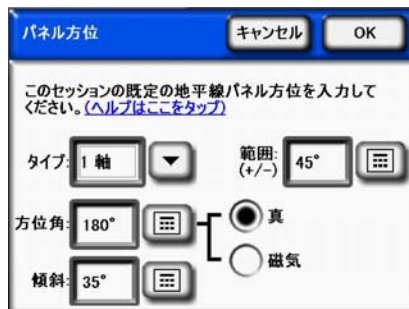 パネル方位 キャンセル OK
このセッションの既定の地平線パネル方位を入力して
ください。(ヘルプはここをタップ)
タイプ: 1 軸 範囲: (+/-) 45°
方位角: 180° 真
磁気
傾斜: 35°